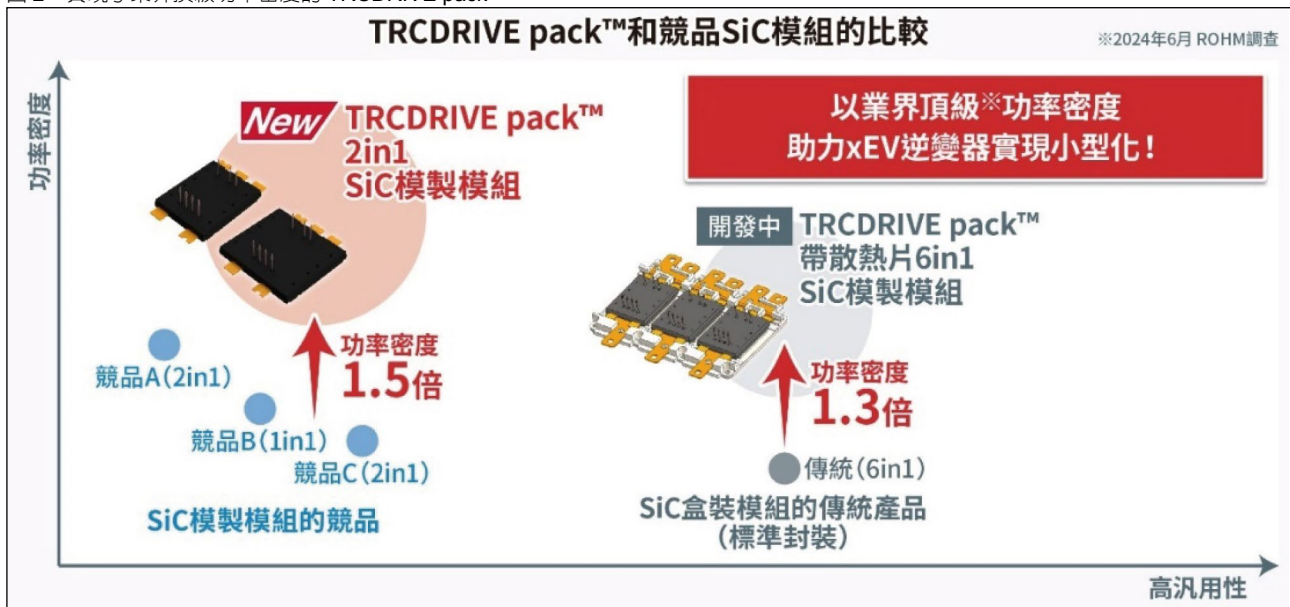 TRCDRIVE pack™和競品SiC模組的比較
※2024年6月 ROHM調查
功率密度
New
TRCDRIVE pack™
2in1
SiC模製模組
以業界頂級※功率密度
助力xEV逆變器實現小型化！
開發中
TRCDRIVE pack™
帶散熱片6in1
SiC模製模組
功率密度
1.5倍
競品A(2in1)
競品B(1in1)
競品C(2in1)
SiC模製模組的競品
功率密度
1.3倍
傳統(6in1)
SiC盒裝模組的傳統產品
(標準封裝)
高汎用性